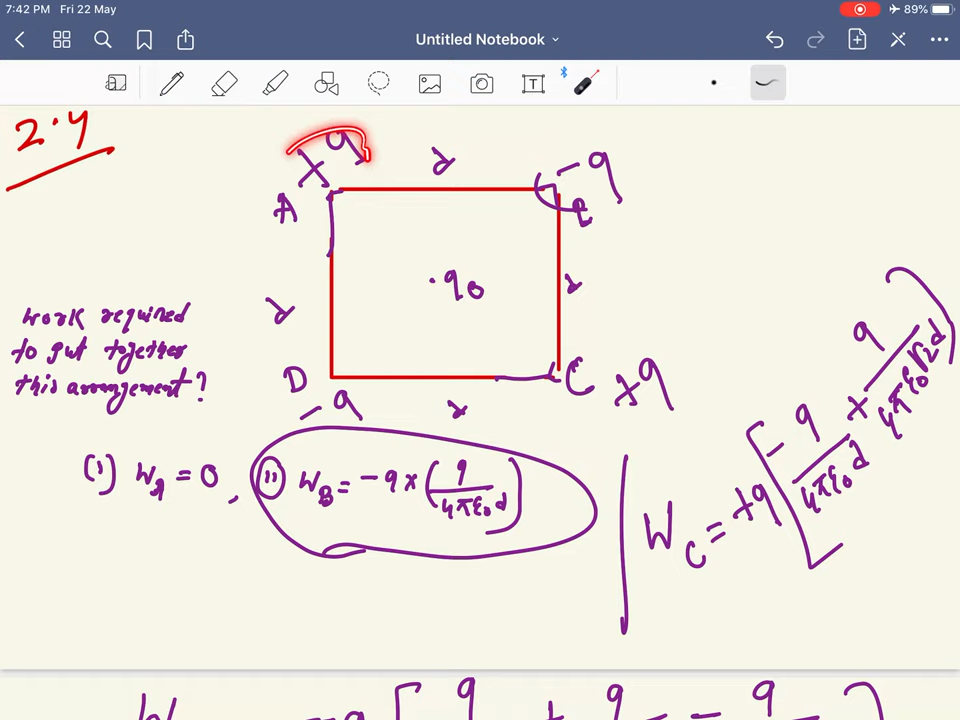 7:42 PM Fri 22 May
89%
Untitled Notebook
T
2.4
+q
d
-q
A
B
d
.q0
d
work required
to put together
this arrangement?
D
-q
d
C
+q
(i) WA = 0, (ii) WB = -q × (q / 4πε0d)
WC = +q [-q / 4πε0d + q / 4πε0√2d]
W
-q [ q + q - q ]